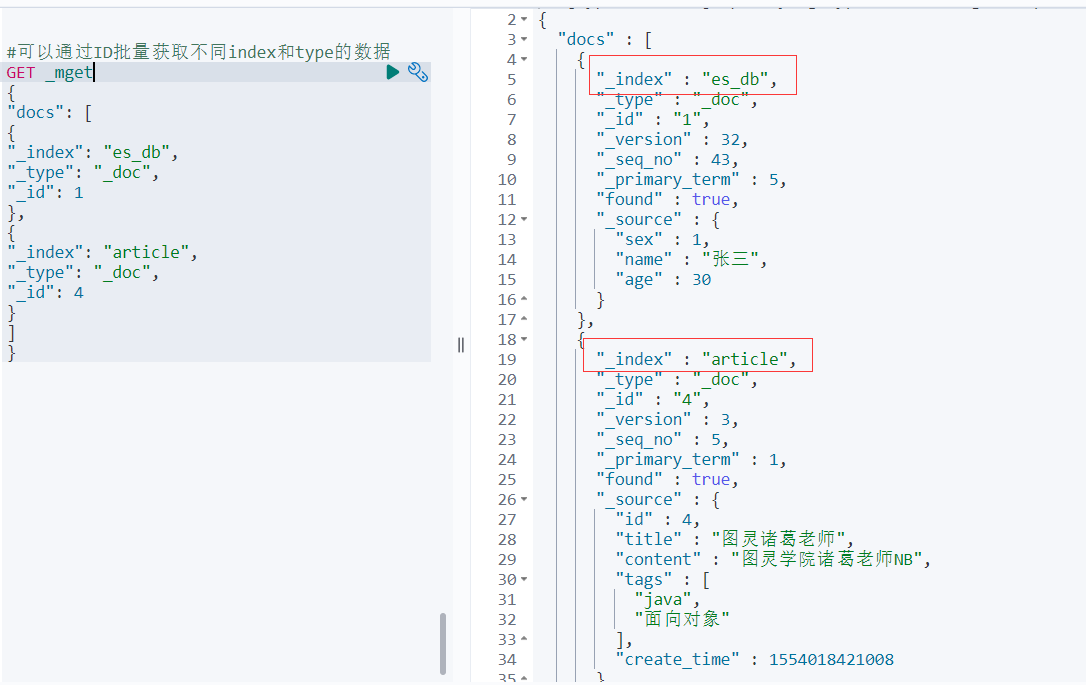 #可以通过ID批量获取不同index和type的数据
GET _mget
{
"docs": [
{
"_index": "es_db",
"_type": "_doc",
"_id": 1
},
{
"_index": "article",
"_type": "_doc",
"_id": 4
}
]
}
2 {
3 "docs" : [
4 {
5 "_index" : "es_db",
6 "_type" : "_doc",
7 "_id" : "1",
8 "_version" : 32,
9 "_seq_no" : 43,
10 "_primary_term" : 5,
11 "found" : true,
12 "_source" : {
13 "sex" : 1,
14 "name" : "张三",
15 "age" : 30
16 }
17 },
18 {
19 "_index" : "article",
20 "_type" : "_doc",
21 "_id" : "4",
22 "_version" : 3,
23 "_seq_no" : 5,
24 "_primary_term" : 1,
25 "found" : true,
26 "_source" : {
27 "id" : 4,
28 "title" : "图灵诸葛老师",
29 "content" : "图灵学院诸葛老师NB",
30 "tags" : [
31 "java",
32 "面向对象"
33 ],
34 "create_time" : 1554018421008
35 }